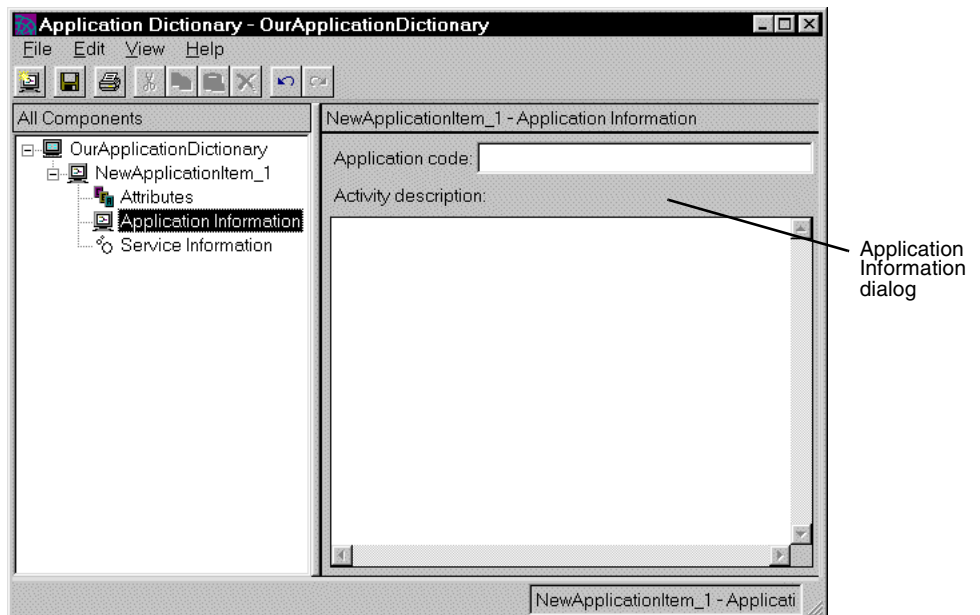 Application Dictionary - OurApplicationDictionary
File Edit View Help
All Components
NewApplicationItem_1 - Application Information
OurApplicationDictionary
NewApplicationItem_1
Attributes
Application Information
Service Information
Application code:
Activity description:
Application
Information
dialog
NewApplicationItem_1 - Applicati